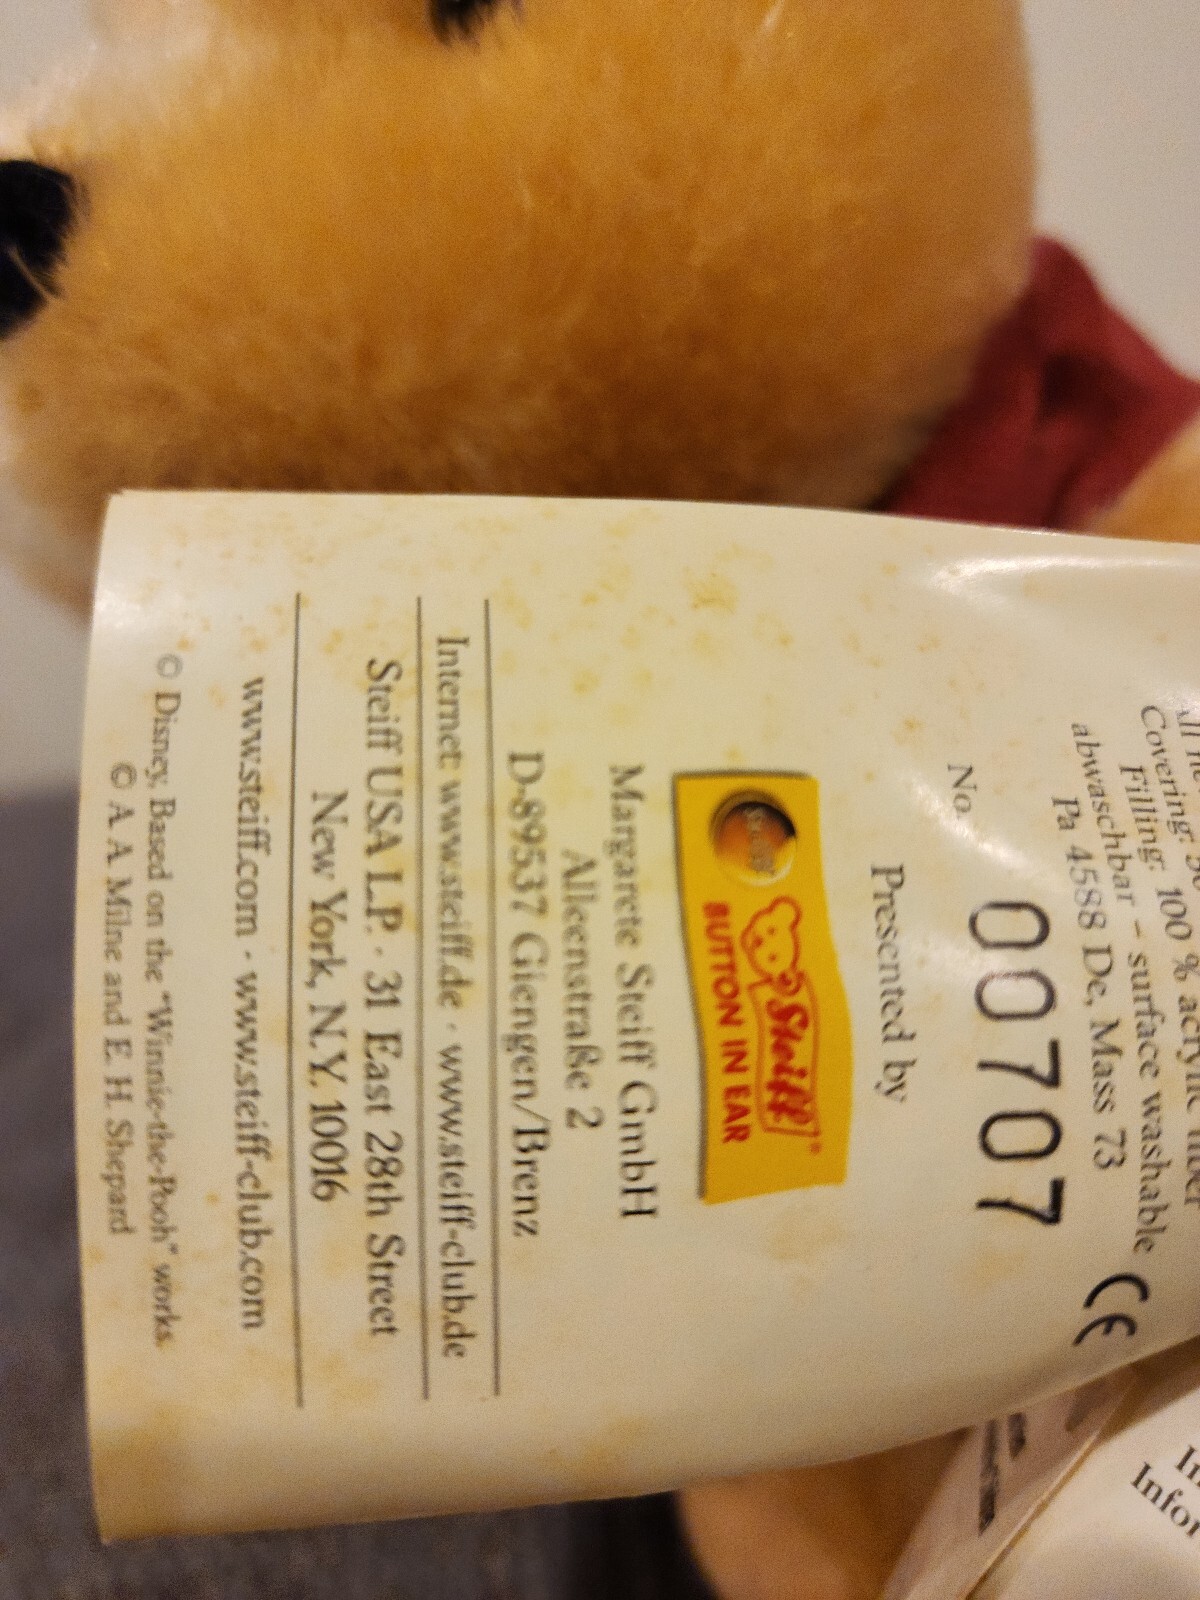 Covering:
Filling: 100 % acrylic fiber
abwaschbar – surface washable
Pa 4588 De, Mass 73
CE
No. 00707
Presented by
Steiff®
BUTTON IN EAR
Margarete Steiff GmbH
Alleenstraße 2
D-89537 Giengen/Brenz
Internet: www.steiff.de · www.steiff-club.de
Steiff USA L.P. · 31 East 28th Street
New York, N.Y. 10016
www.steiff.com · www.steiff-club.com
© Disney, Based on the "Winnie-the-Pooh" works.
© A. A. Milne and E. H. Shepard